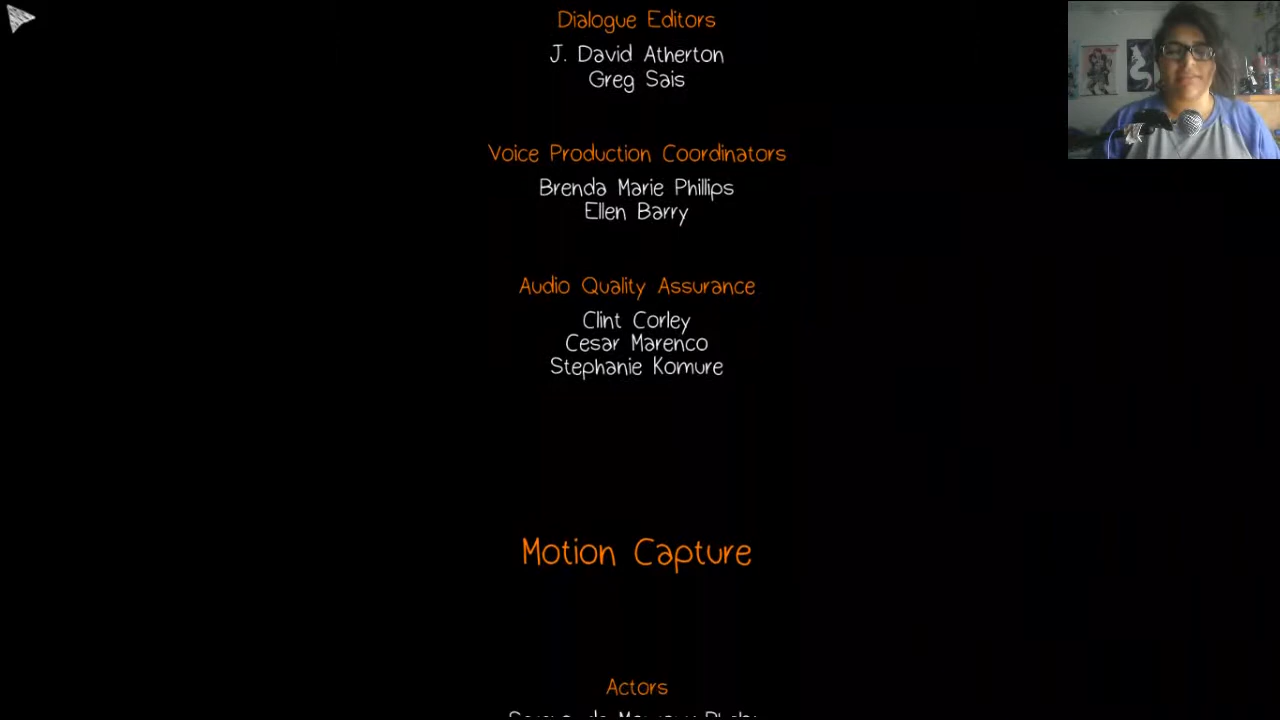 Dialogue Editors
J. David Atherton
Greg Sais
Voice Production Coordinators
Brenda Marie Phillips
Ellen Barry
Audio Quality Assurance
Clint Corley
Cesar Marenco
Stephanie Komure
Motion Capture
Actors